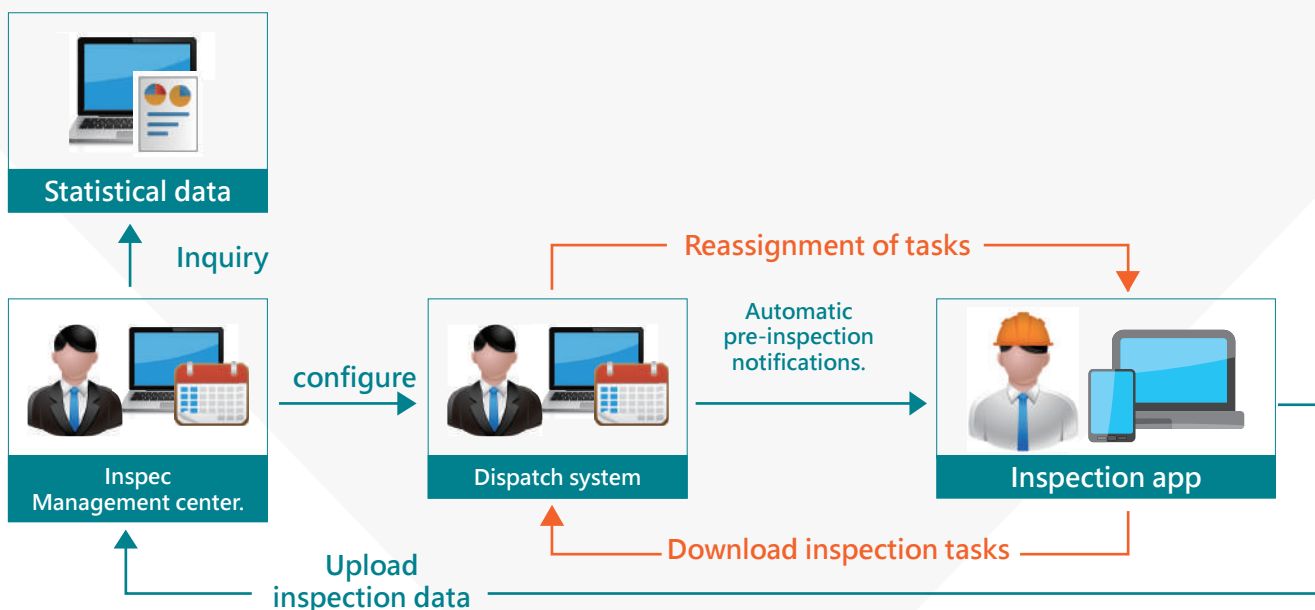 Statistical data
Inquiry
Reassignment of tasks
Automatic
pre-inspection
notifications.
configure
Inspec
Management center.
Dispatch system
Inspection app
Download inspection tasks
Upload
inspection data